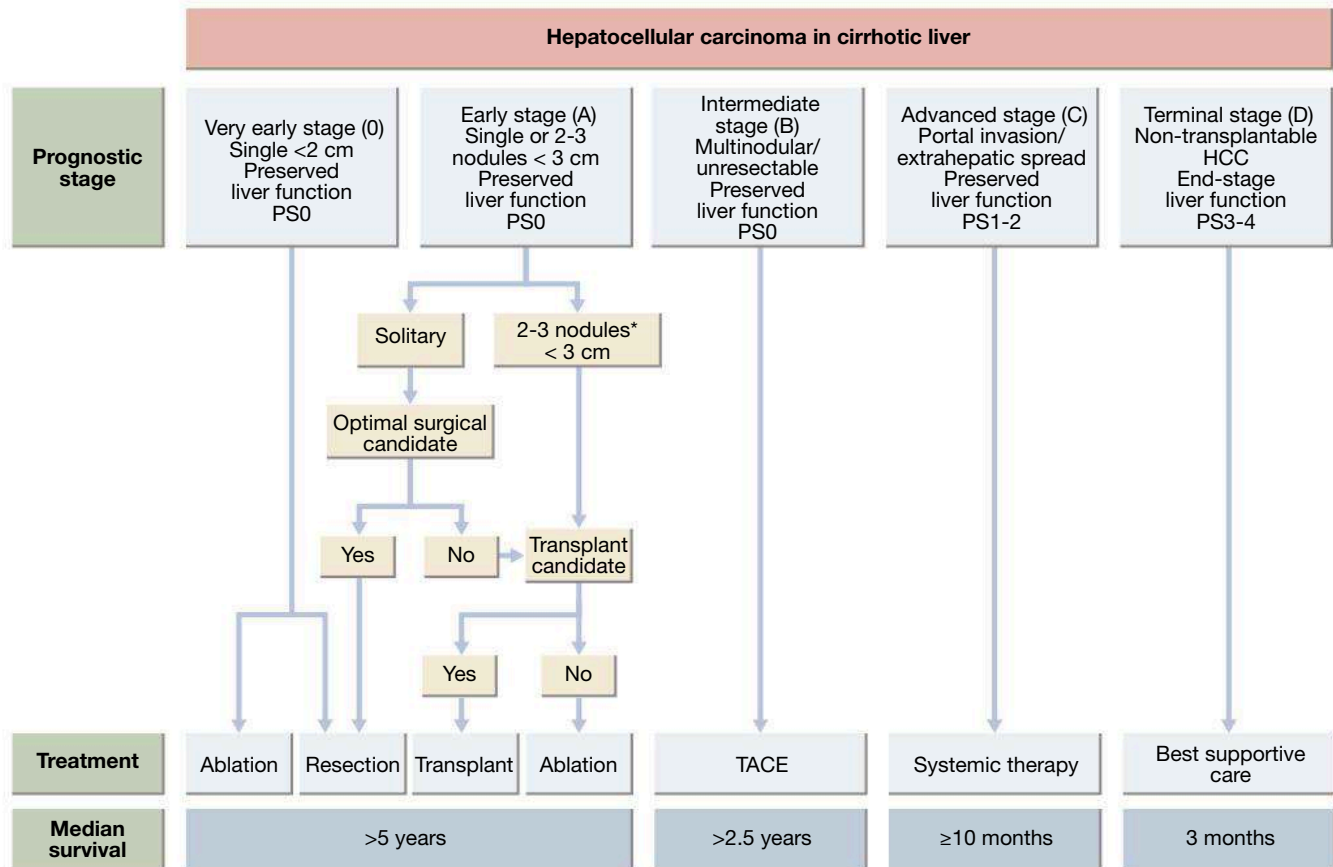 Hepatocellular carcinoma in cirrhotic liver
Prognostic
stage
Very early stage (0)
Single <2 cm
Preserved
liver function
PS0
Early stage (A)
Single or 2-3
nodules < 3 cm
Preserved
liver function
PS0
Intermediate
stage (B)
Multinodular/
unresectable
Preserved
liver function
PS0
Advanced stage (C)
Portal invasion/
extrahepatic spread
Preserved
liver function
PS1-2
Terminal stage (D)
Non-transplantable
HCC
End-stage
liver function
PS3-4
Solitary
2-3 nodules*
< 3 cm
Optimal surgical
candidate
Yes
No
Transplant
candidate
Yes
No
Treatment
Ablation
Resection
Transplant
Ablation
TACE
Systemic therapy
Best supportive
care
Median
survival
>5 years
>2.5 years
≥10 months
3 months